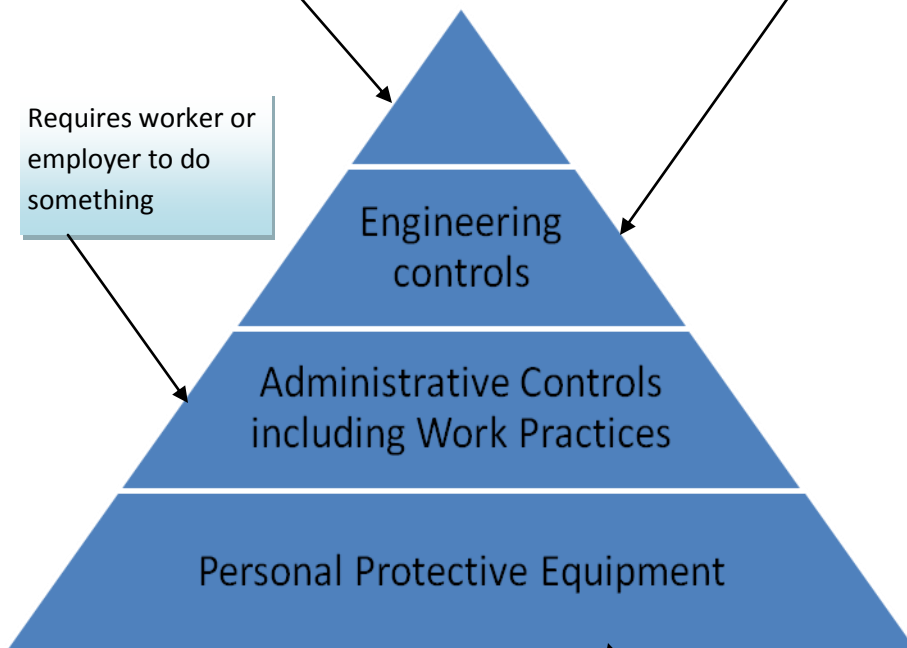 Requires worker or
employer to do
something
Engineering
controls
Administrative Controls
including Work Practices
Personal Protective Equipment